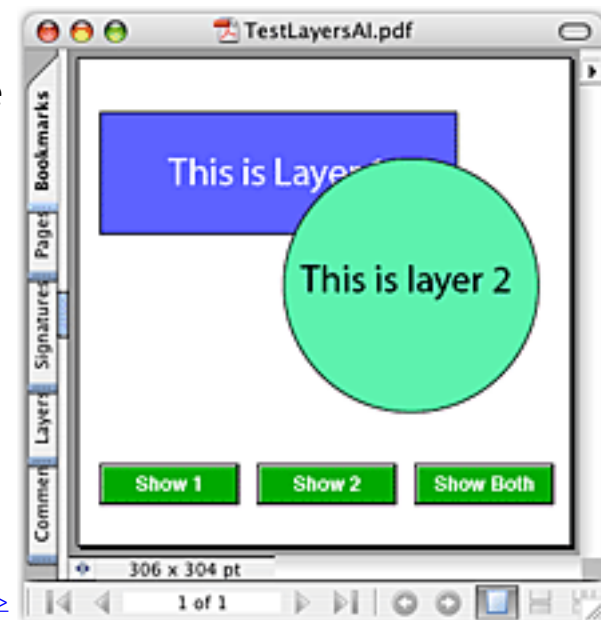 TestLayersAI.pdf
e
Bookmarks
Pages
Signatures
Layers
Commen
This is Laye
This is layer 2
Show 1
Show 2
Show Both
306 x 304 pt
1 of 1
>